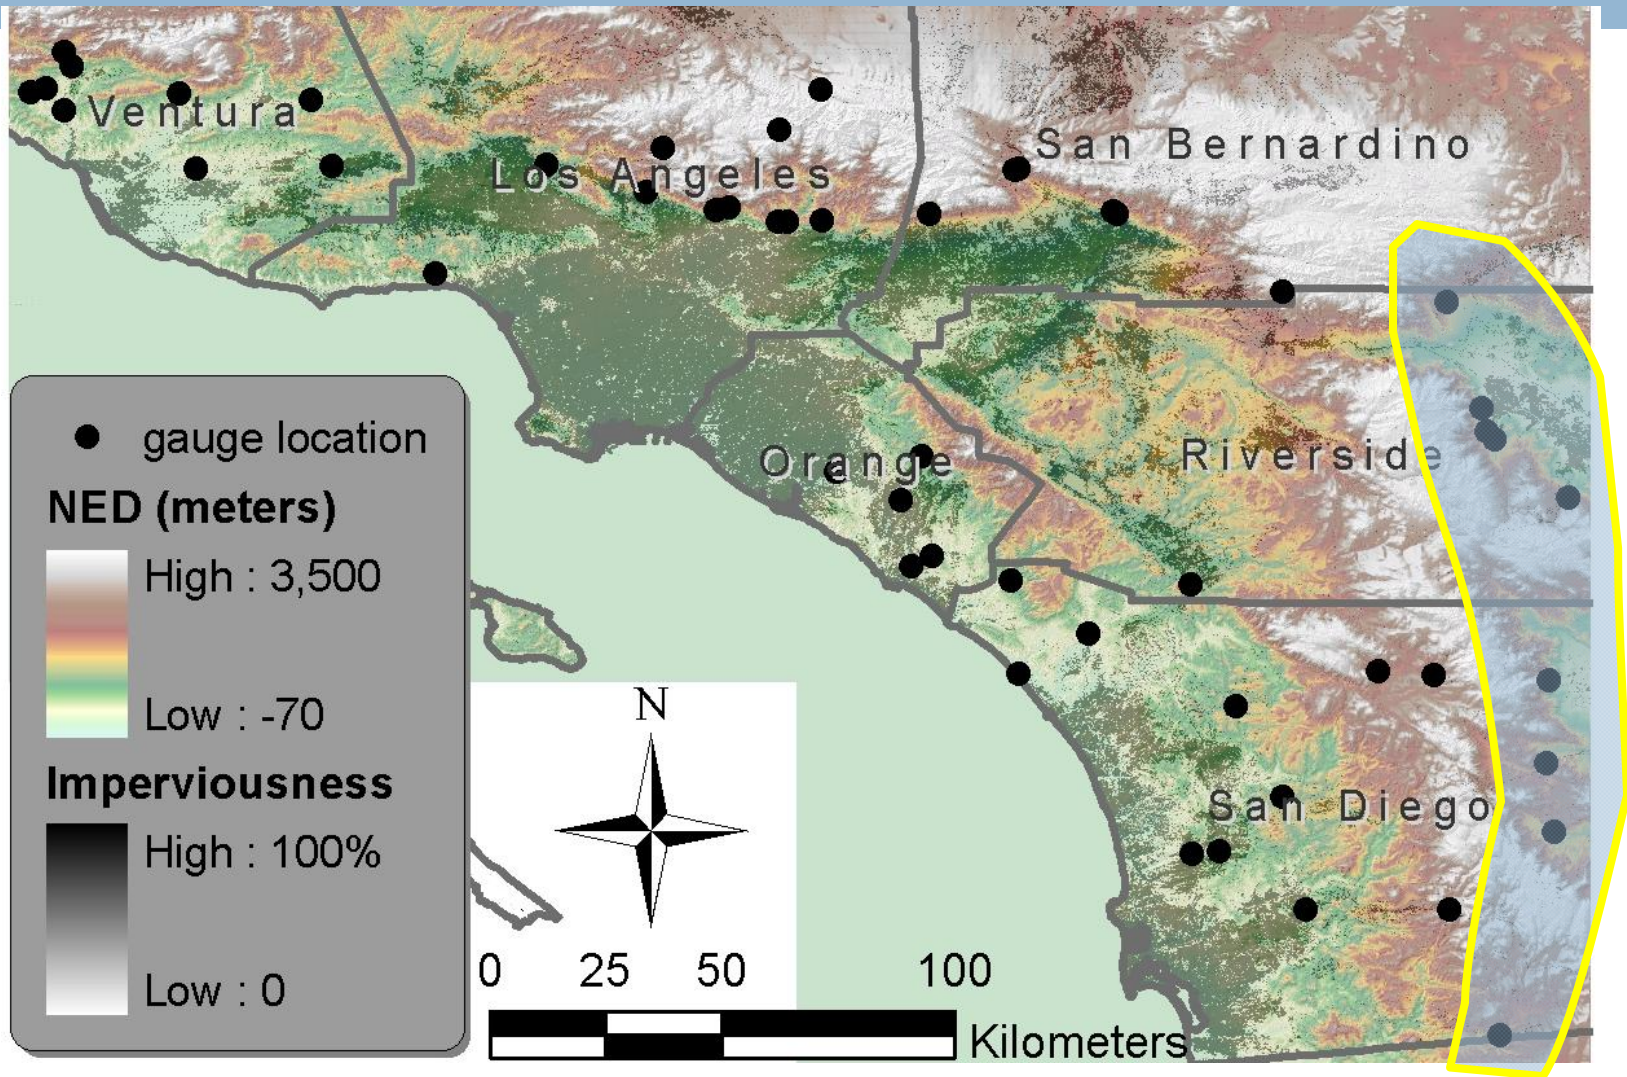 Ventura
Los Angeles
San Bernardino
Orange
Riverside
San Diego
gauge location
NED (meters)
High : 3,500
Low : -70
Imperviousness
High : 100%
Low : 0
N
0 25 50 100
Kilometers